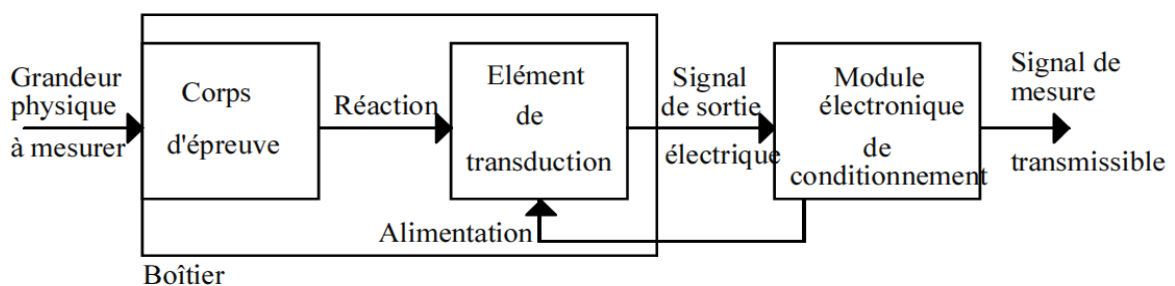 Grandeur
physique
à mesurer
Corps
d'épreuve
Réaction
Elément
de
transduction
Signal
de sortie
électrique
Module
électronique
de
conditionnement
Signal de
mesure
transmissible
Alimentation
Boîtier